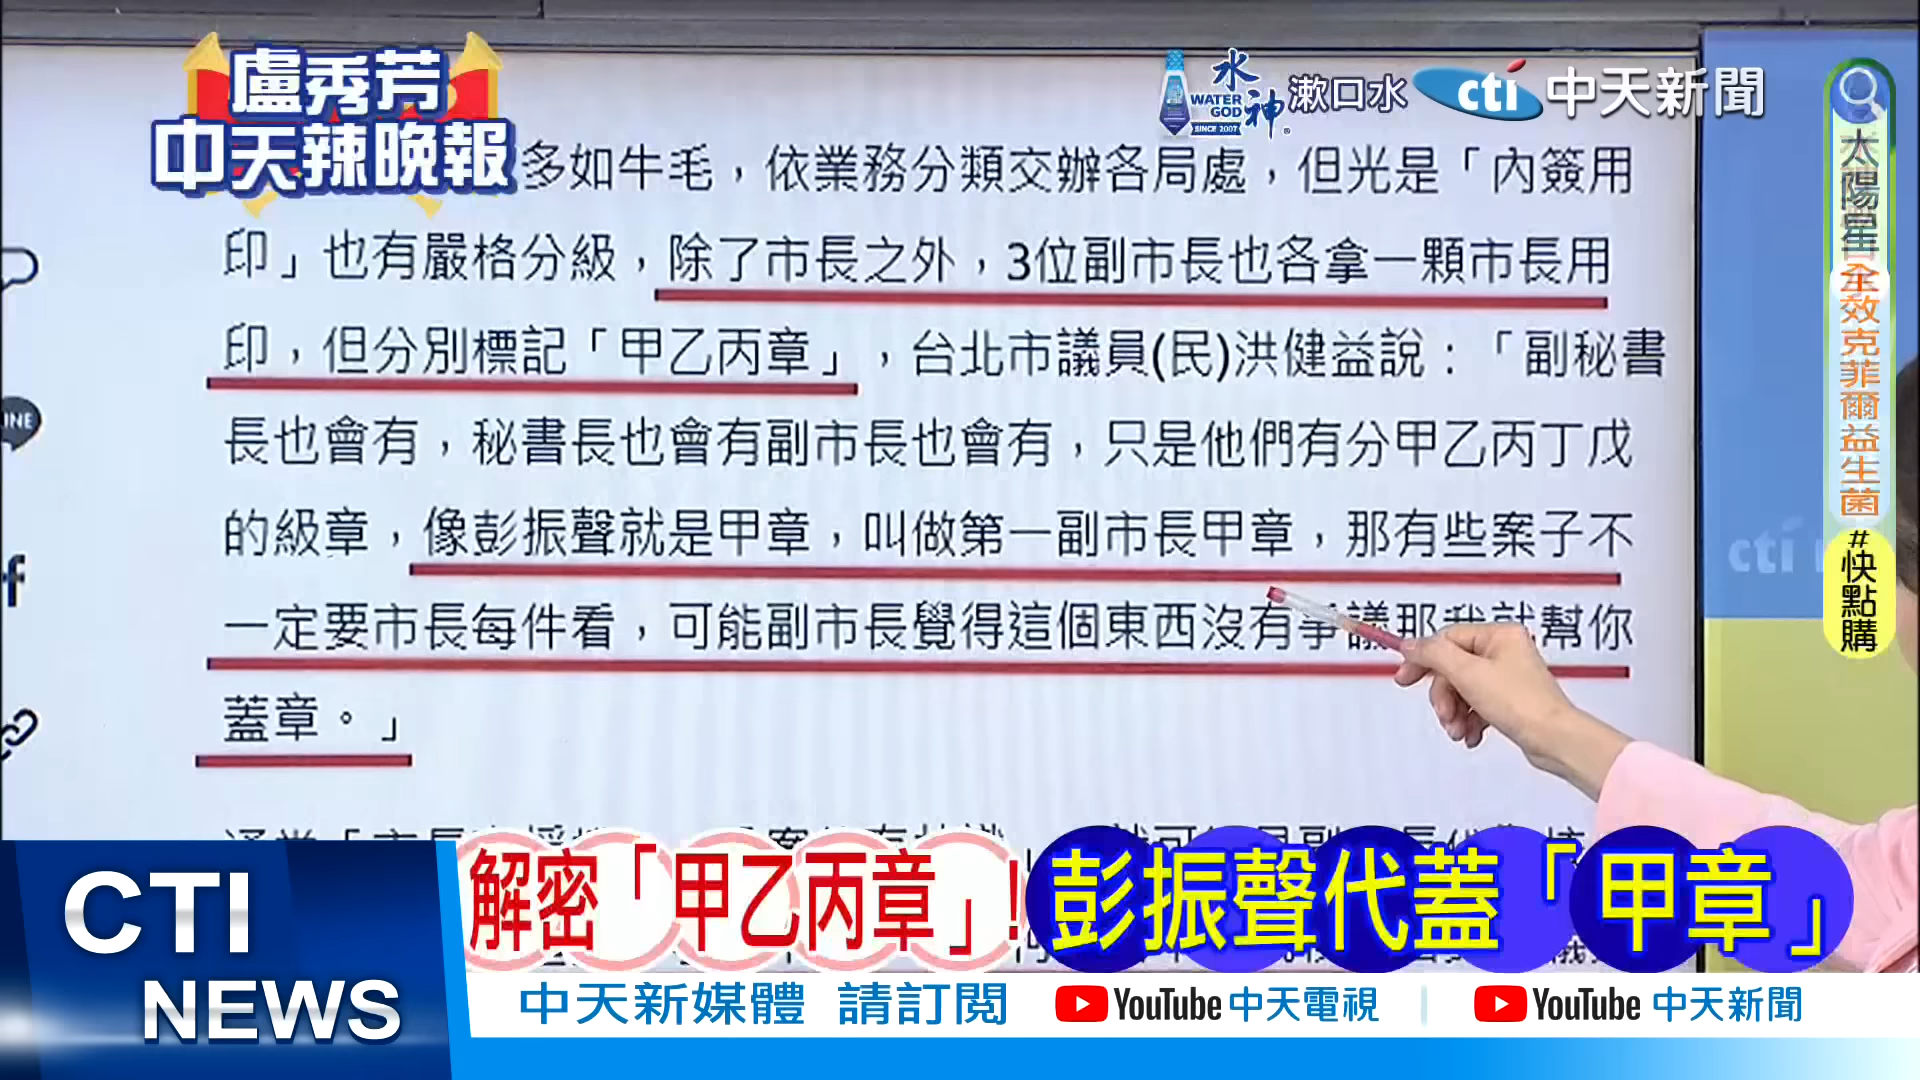 盧秀芳
中天辣晚報
水神
WATER GOD
SINCE 2007
漱口水
cti 中天新聞
多如牛毛，依業務分類交辦各局處，但光是「內簽用
印」也有嚴格分級，除了市長之外，3位副市長也各拿一顆市長用
印，但分別標記「甲乙丙章」，台北市議員(民)洪健益說：「副秘書
長也會有，秘書長也會有副市長也會有，只是他們有分甲乙丙丁戊
的級章，像彭振聲就是甲章，叫做第一副市長甲章，那有些案子不
一定要市長每件看，可能副市長覺得這個東西沒有爭議那我就幫你
蓋章。」
太陽星
全效克菲爾益生菌
#快點購
cti
解密「甲乙丙章」! 彭振聲代蓋「甲章」
CTI
NEWS
中天新媒體 請訂閱 YouTube 中天電視 YouTube 中天新聞